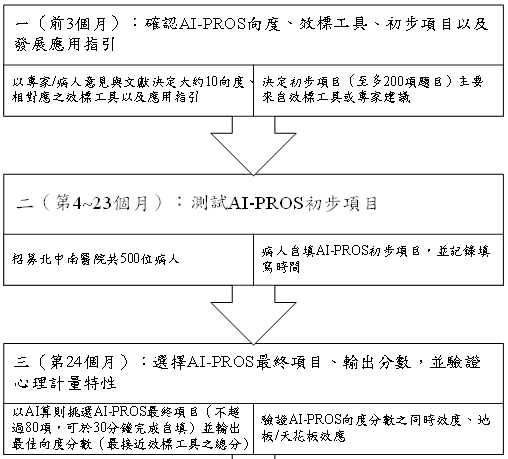 一（前3個月）：確認AI-PROS向度、效標工具、初步項目以及
發展應用指引
以專家/病人意見與文獻決定大約10向度、
相對應之效標工具以及應用指引
決定初步項目（至多200項題目）主要
來自效標工具或專家建議
二（第4~23個月）：測試AI-PROS初步項目
招募北中南醫院共500位病人
病人自填AI-PROS初步項目，並記錄填
寫時間
三（第24個月）：選擇AI-PROS最終項目、輸出分數，並驗證
心理計量特性
以AI算則挑選AI-PROS最終項目（不超
過80項，可於30分鐘完成自填）並輸出
最佳向度分數（最接近效標工具之總分）
驗證AI-PROS向度分數之同時效度、地
板/天花板效應